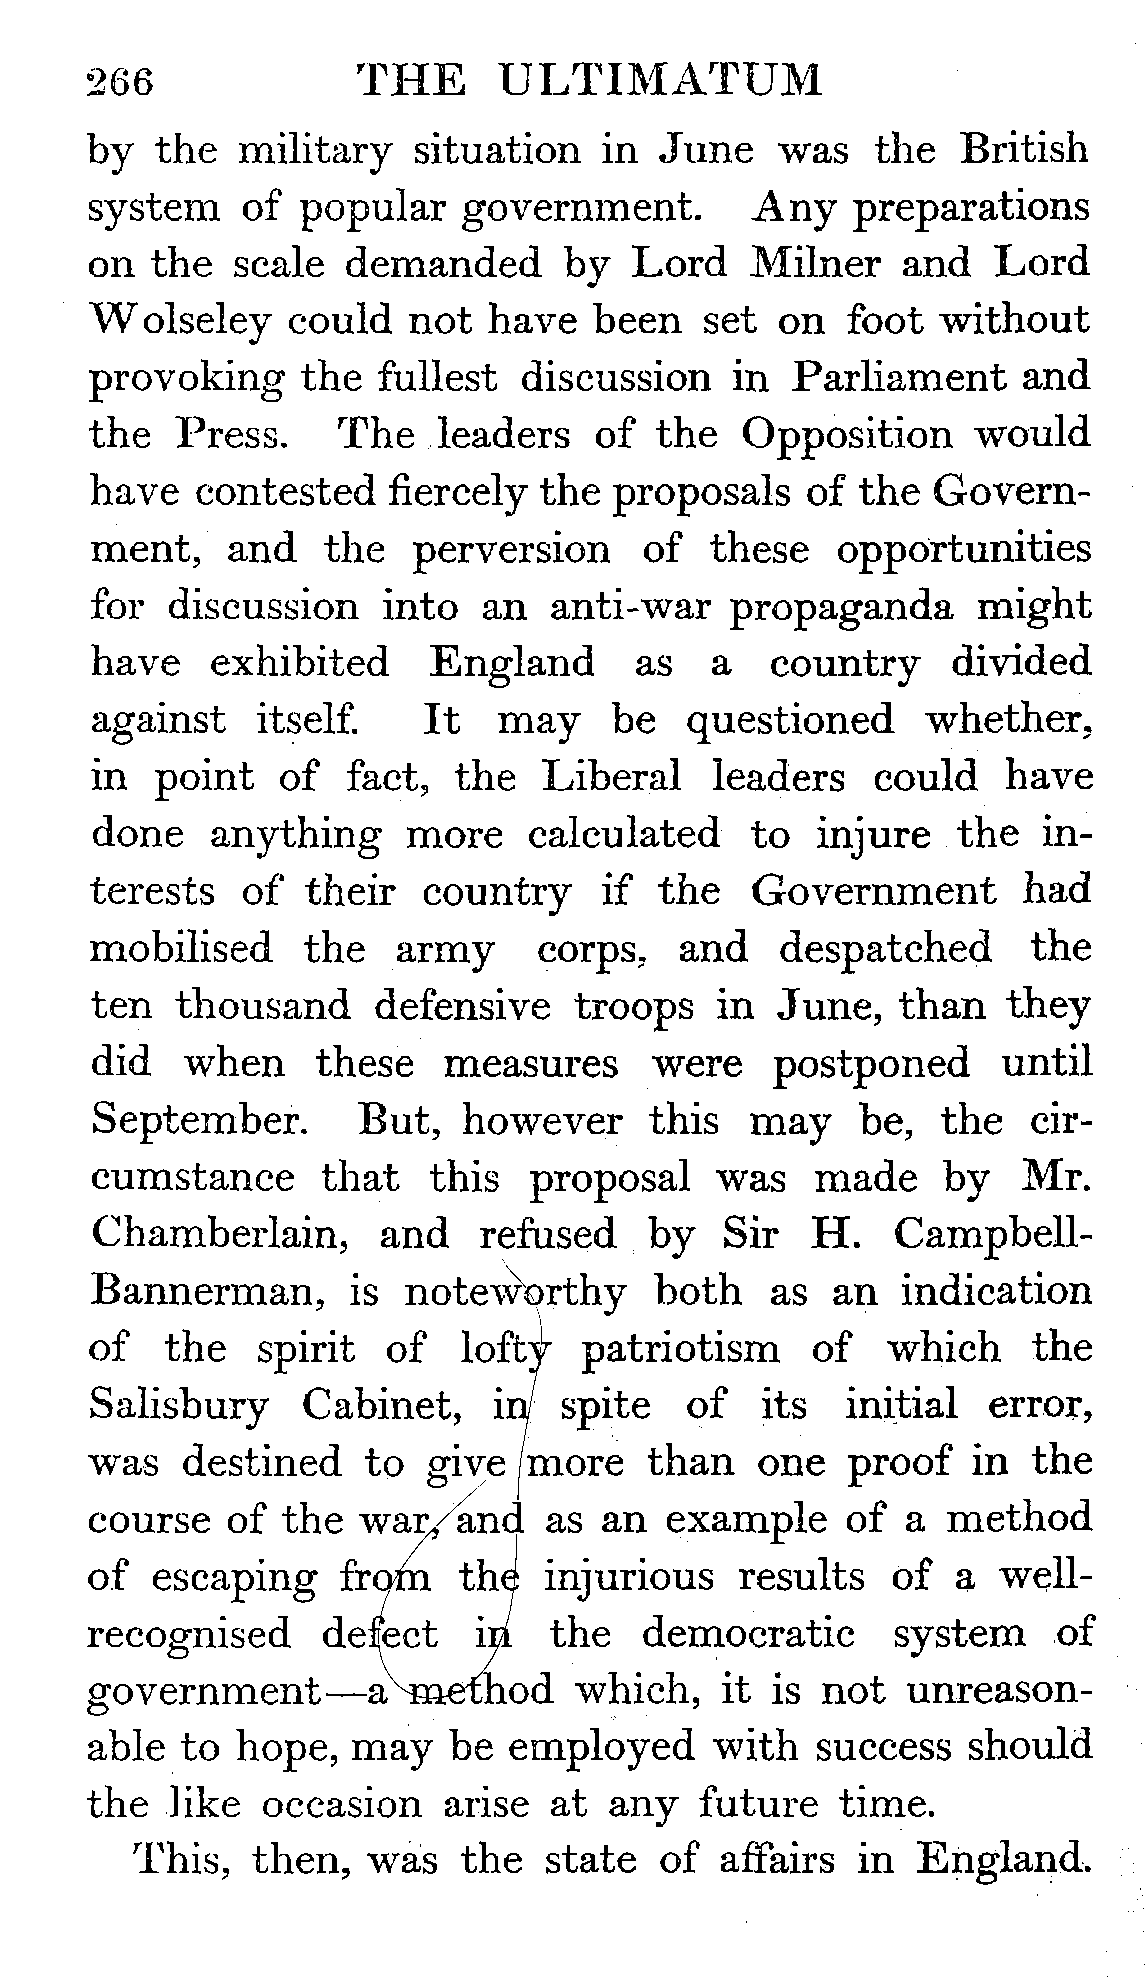 266 THE ULTIMATUM
by the military situation in June was the British
system of popular government. Any preparations
on the scale demanded by Lord Milner and Lord
Wolseley could not have been set on foot without
provoking the fullest discussion in Parliament and
the Press. The leaders of the Opposition would
have contested fiercely the proposals of the Govern-
ment, and the perversion of these opportunities
for discussion into an anti-war propaganda might
have exhibited England as a country divided
against itself. It may be questioned whether,
in point of fact, the Liberal leaders could have
done anything more calculated to injure the in-
terests of their country if the Government had
mobilised the army corps, and despatched the
ten thousand defensive troops in June, than they
did when these measures were postponed until
September. But, however this may be, the cir-
cumstance that this proposal was made by Mr.
Chamberlain, and refused by Sir H. Campbell-
Bannerman, is noteworthy both as an indication
of the spirit of lofty patriotism of which the
Salisbury Cabinet, in spite of its initial error,
was destined to give more than one proof in the
course of the war, and as an example of a method
of escaping from the injurious results of a well-
recognised defect in the democratic system of
government—a method which, it is not unreason-
able to hope, may be employed with success should
the like occasion arise at any future time.
This, then, was the state of affairs in England.